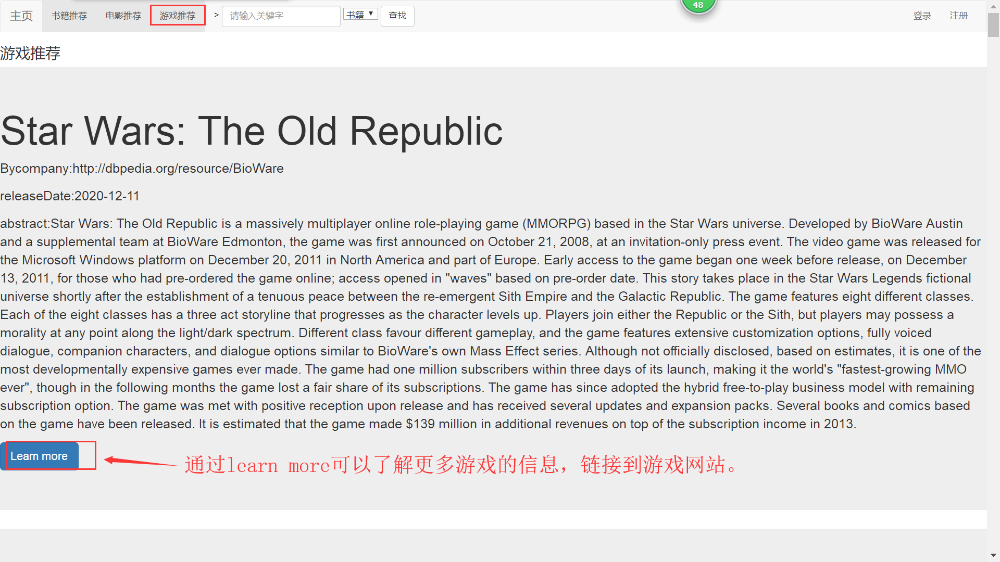 主页 书籍推荐 电影推荐 游戏推荐 > 请输入关键字 书籍 ▼ 查找 48 登录 注册
游戏推荐
Star Wars: The Old Republic
Bycompany:http://dbpedia.org/resource/BioWare
releaseDate:2020-12-11
abstract:Star Wars: The Old Republic is a massively multiplayer online role-playing game (MMORPG) based in the Star Wars universe. Developed by BioWare Austin
and a supplemental team at BioWare Edmonton, the game was first announced on October 21, 2008, at an invitation-only press event. The video game was released for
the Microsoft Windows platform on December 20, 2011 in North America and part of Europe. Early access to the game began one week before release, on December
13, 2011, for those who had pre-ordered the game online; access opened in "waves" based on pre-order date. This story takes place in the Star Wars Legends fictional
universe shortly after the establishment of a tenuous peace between the re-emergent Sith Empire and the Galactic Republic. The game features eight different classes.
Each of the eight classes has a three act storyline that progresses as the character levels up. Players join either the Republic or the Sith, but players may possess a
morality at any point along the light/dark spectrum. Different class favour different gameplay, and the game features extensive customization options, fully voiced
dialogue, companion characters, and dialogue options similar to BioWare's own Mass Effect series. Although not officially disclosed, based on estimates, it is one of the
most developmentally expensive games ever made. The game had one million subscribers within three days of its launch, making it the world's "fastest-growing MMO
ever", though in the following months the game lost a fair share of its subscriptions. The game has since adopted the hybrid free-to-play business model with remaining
subscription option. The game was met with positive reception upon release and has received several updates and expansion packs. Several books and comics based
on the game have been released. It is estimated that the game made $139 million in additional revenues on top of the subscription income in 2013.
Learn more
通过learn more可以了解更多游戏的信息，链接到游戏网站。